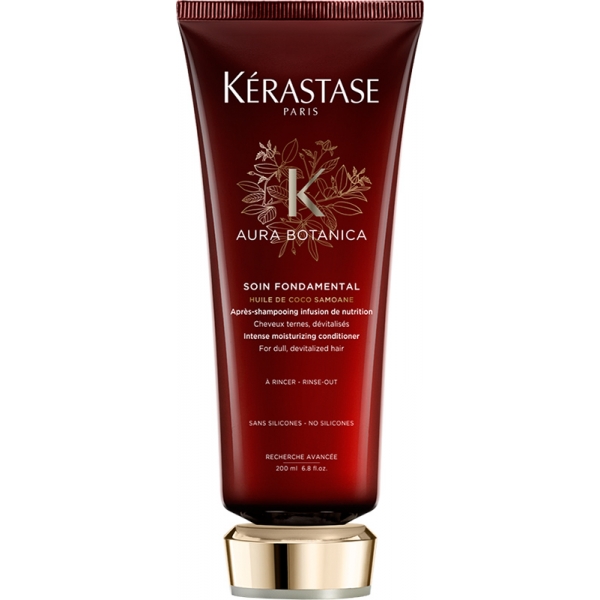 KÉRASTASE
PARIS
K
AURA BOTANICA
SOIN FONDAMENTAL
HUILE DE COCO SAMOANE
Après-shampooing infusion de nutrition
Cheveux ternes, dévitalisés
Intense moisturizing conditioner
For dull, devitalized hair
À RINCER - RINSE-OUT
SANS SILICONES - NO SILICONES
RECHERCHE AVANCÉE
200 ml 6.8 fl.oz.